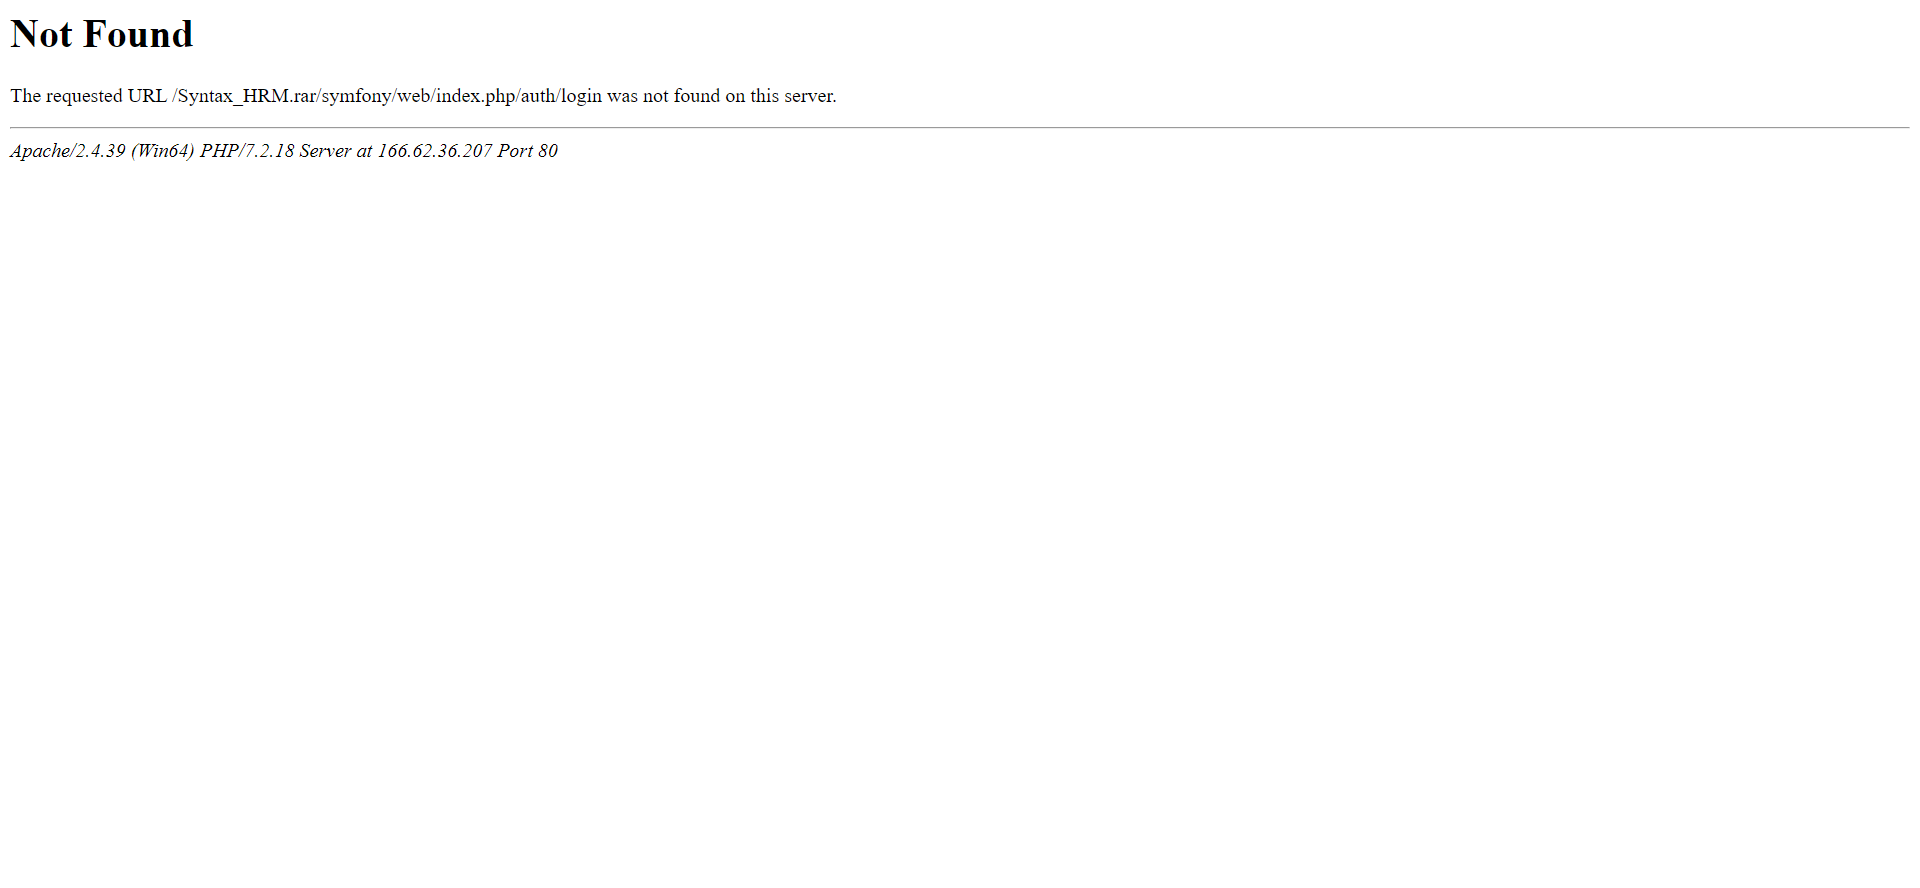 Not Found
The requested URL /Syntax_HRM.rar/symfony/web/index.php/auth/login was not found on this server.
Apache/2.4.39 (Win64) PHP/7.2.18 Server at 166.62.36.207 Port 80